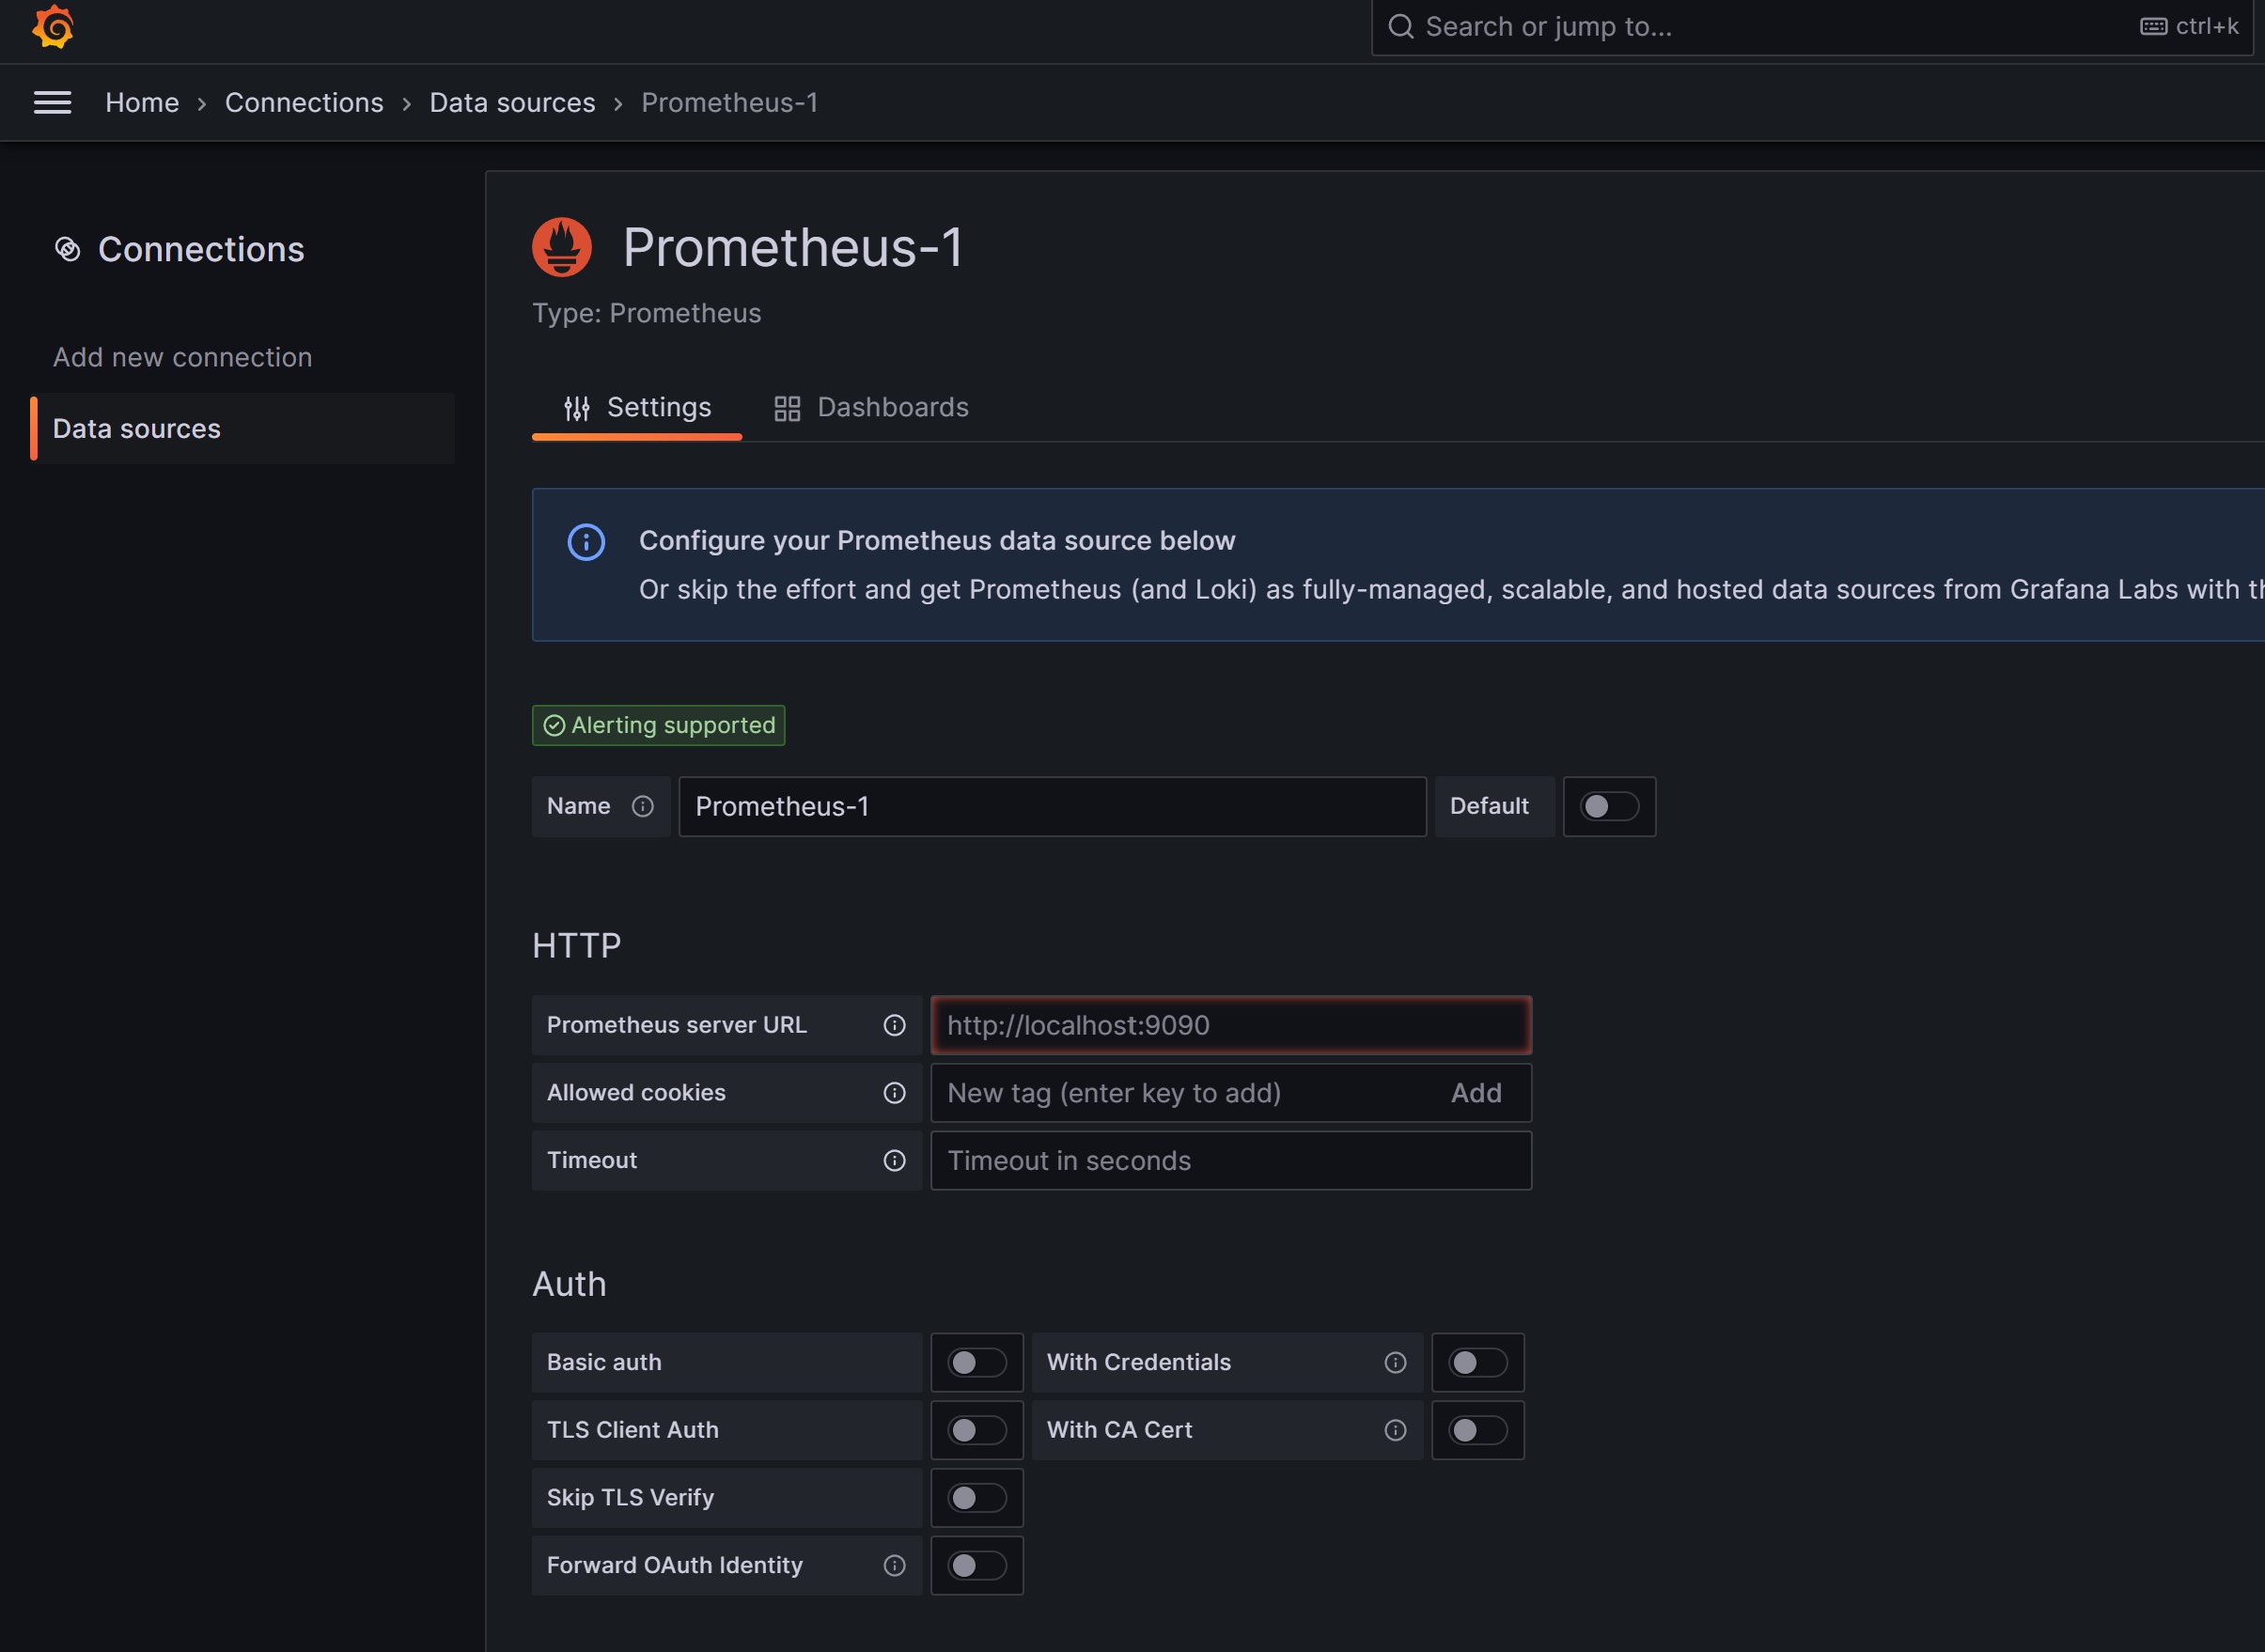 Search or jump to...
ctrl+k
Home › Connections › Data sources › Prometheus-1
Connections
Add new connection
Data sources
Prometheus-1
Type: Prometheus
Settings
Dashboards
Configure your Prometheus data source below
Or skip the effort and get Prometheus (and Loki) as fully-managed, scalable, and hosted data sources from Grafana Labs with
Alerting supported
Name
Prometheus-1
Default
HTTP
Prometheus server URL
http://localhost:9090
Allowed cookies
New tag (enter key to add)
Add
Timeout
Timeout in seconds
Auth
Basic auth
With Credentials
TLS Client Auth
With CA Cert
Skip TLS Verify
Forward OAuth Identity